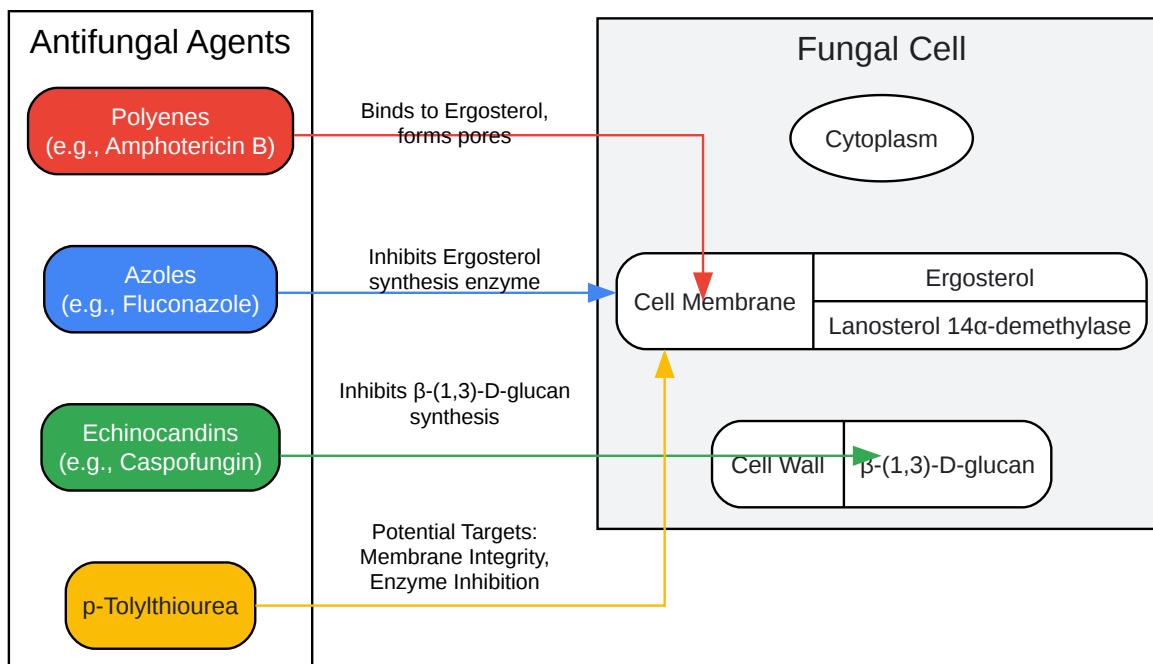 Antifungal Agents
Polyenes
(e.g., Amphotericin B)
Azoles
(e.g., Fluconazole)
Echinocandins
(e.g., Caspofungin)
p-Tolylthiourea
Binds to Ergosterol,
forms pores
Inhibits Ergosterol
synthesis enzyme
Inhibits β-(1,3)-D-glucan
synthesis
Potential Targets:
Membrane Integrity,
Enzyme Inhibition
Fungal Cell
Cytoplasm
Cell Membrane
Ergosterol
Lanosterol 14α-demethylase
Cell Wall
β-(1,3)-D-glucan